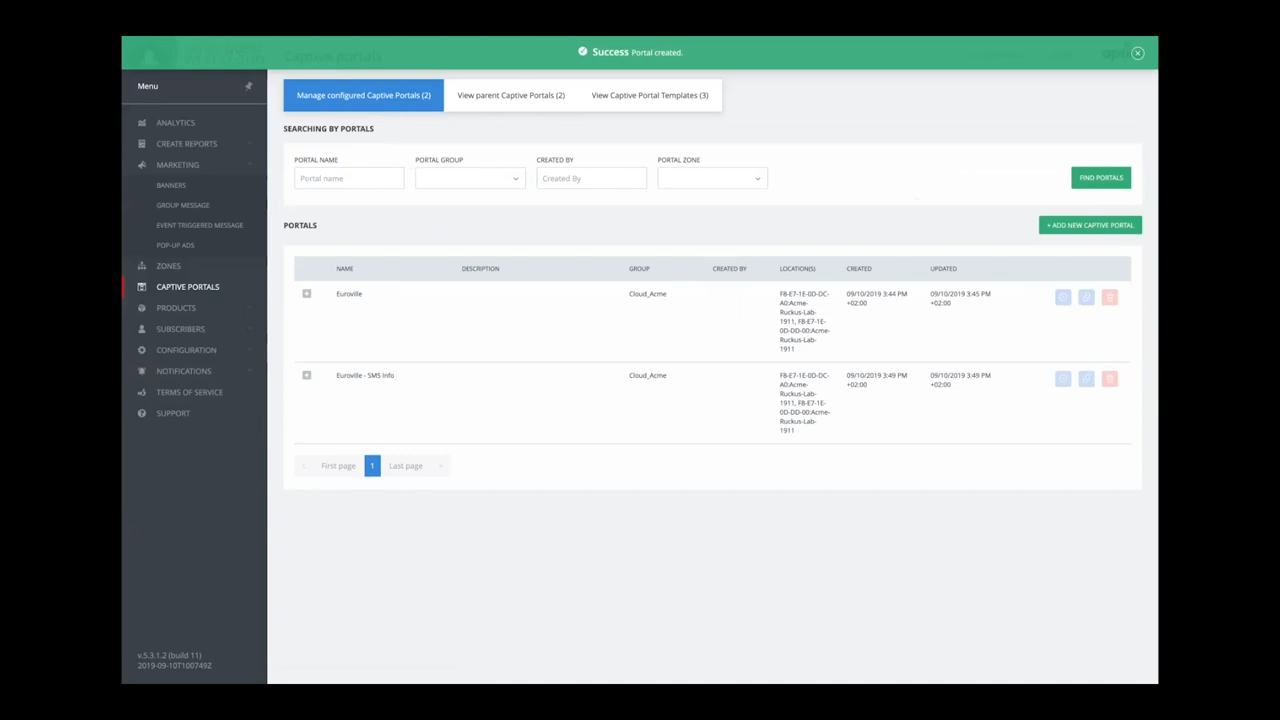 Success Portal created.
Captive portals
Menu
ANALYTICS
CREATE REPORTS
MARKETING
BANNERS
GROUP MESSAGE
EVENT TRIGGERED MESSAGE
POP-UP ADS
ZONES
CAPTIVE PORTALS
PRODUCTS
SUBSCRIBERS
CONFIGURATION
NOTIFICATIONS
TERMS OF SERVICE
SUPPORT
v.5.3.1.2 (build 11)
2019-09-10T100749Z
Manage configured Captive Portals (2) View parent Captive Portals (2) View Captive Portal Templates (3)
SEARCHING BY PORTALS
PORTAL NAME PORTAL GROUP CREATED BY PORTAL ZONE
Portal name Created By FIND PORTALS
PORTALS + ADD NEW CAPTIVE PORTAL
NAME DESCRIPTION GROUP CREATED BY LOCATION(S) CREATED UPDATED
Euroville Cloud_Acme F8-E7-1E-0D-DC- 09/10/2019 3:44 PM 09/10/2019 3:45 PM
A0:Acme- +02:00 +02:00
Ruckus-Lab-
1911, F8-E7-1E-
0D-DD-00:Acme-
Ruckus-Lab-
1911
Euroville - SMS Info Cloud_Acme F8-E7-1E-0D-DC- 09/10/2019 3:49 PM 09/10/2019 3:49 PM
A0:Acme- +02:00 +02:00
Ruckus-Lab-
1911, F8-E7-1E-
0D-DD-00:Acme-
Ruckus-Lab-
1911
« First page 1 Last page »